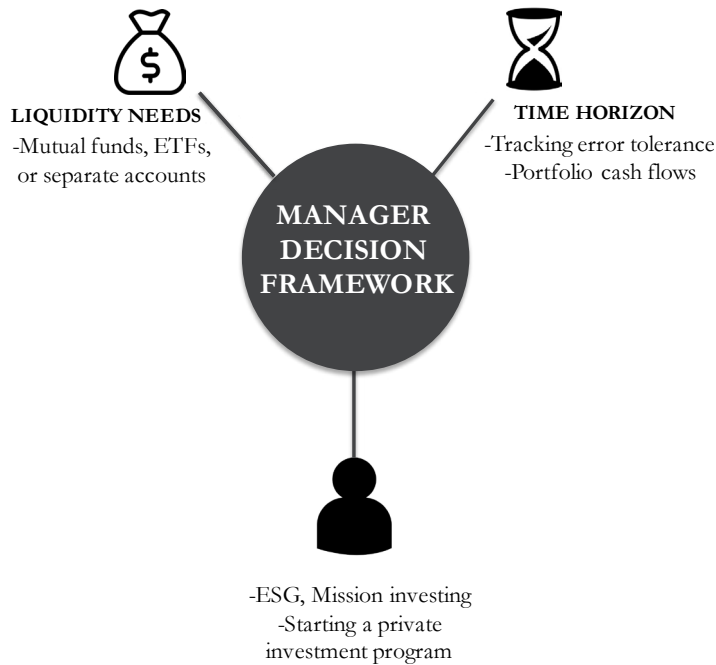 $
LIQUIDITY NEEDS
-Mutual funds, ETFs,
or separate accounts
TIME HORIZON
-Tracking error tolerance
-Portfolio cash flows
MANAGER
DECISION
FRAMEWORK
-ESG, Mission investing
-Starting a private
investment program